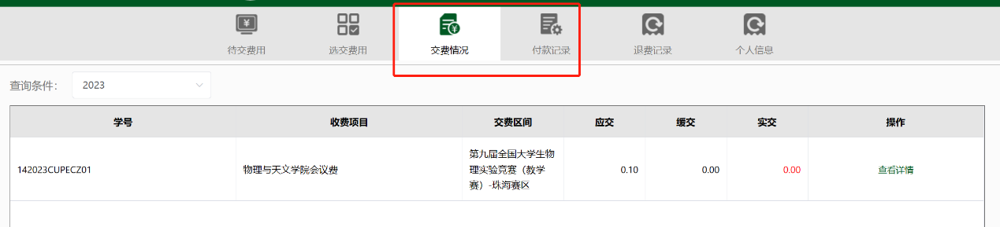 待交费用
选交费用
交费情况
付款记录
退费记录
个人信息
查询条件：
2023
学号
收费项目
交费区间
应交
缓交
实交
操作
142023CUPECZ01
物理与天文学院会议费
第九届全国大学生物
理实验竞赛（教学
赛）-珠海赛区
0.10
0.00
0.00
查看详情